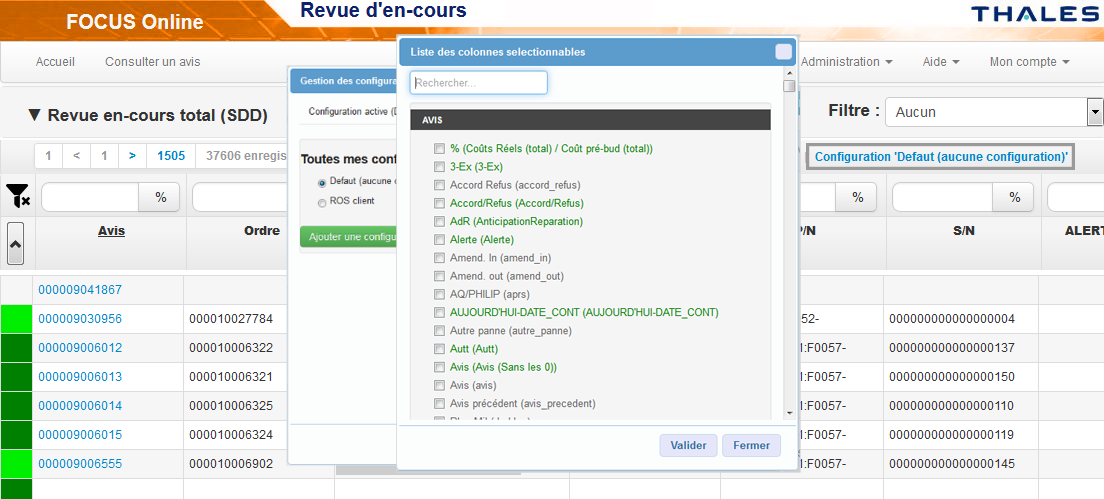 FOCUS Online
Revue d'en-cours
THALES
Accueil
Consulter un avis
Administration
Aide
Mon compte
Revue en-cours total (SDD)
Filtre :
Aucun
1
<
1
>
1505
37606 enregis
Configuration 'Defaut (aucune configuration)'
%
%
%
Avis
Ordre
P/N
S/N
ALERT
000009041867
000009030956
000010027784
52-
000000000000000004
000009006012
000010006322
1:F0057-
000000000000000137
000009006013
000010006321
1:F0057-
000000000000000150
000009006014
000010006325
1:F0057-
000000000000000110
000009006015
000010006324
1:F0057-
000000000000000119
000009006555
000010006902
1:F0057-
000000000000000145
Gestion des configura
Configuration active (D
Toutes mes conf
Defaut (aucune c
ROS client
Ajouter une configu
Liste des colonnes selectionnables
Rechercher...
AVIS
% (Coûts Réels (total) / Coût pré-bud (total))
3-Ex (3-Ex)
Accord Refus (accord_refus)
Accord/Refus (Accord/Refus)
AdR (AnticipationReparation)
Alerte (Alerte)
Amend. In (amend_in)
Amend. out (amend_out)
AQ/PHILIP (aprs)
AUJOURD'HUI-DATE_CONT (AUJOURD'HUI-DATE_CONT)
Autre panne (autre_panne)
Autt (Autt)
Avis (Avis (Sans les 0))
Avis (avis)
Avis précédent (avis_precedent)
Valider
Fermer